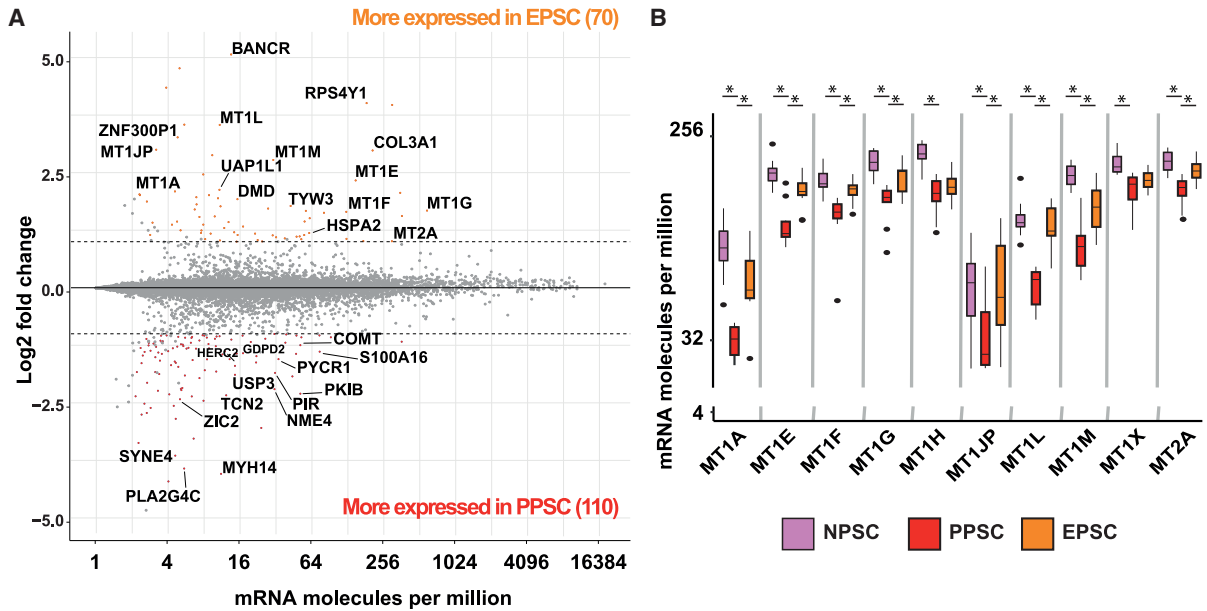 A
More expressed in EPSC (70)
BANCR
RPS4Y1
MT1L
ZNF300P1
COL3A1
MT1JP
MT1M
UAP1L1
MT1E
MT1A
DMD
TYW3
MT1F
MT1G
HSPA2
MT2A
COMT
HERC2
GDPD2
S100A16
PYCR1
USP3
PKIB
TCN2
PIR
ZIC2
NME4
SYNE4
MYH14
PLA2G4C
More expressed in PPSC (110)
5.0
2.5
0.0
−2.5
−5.0
Log2 fold change
1 4 16 64 256 1024 4096 16384
mRNA molecules per million
B
* * * * * * * * * * * * * * * * * *
256
32
4
mRNA molecules per million
MT1A MT1E MT1F MT1G MT1H MT1JP MT1L MT1M MT1X MT2A
NPSC PPSC EPSC